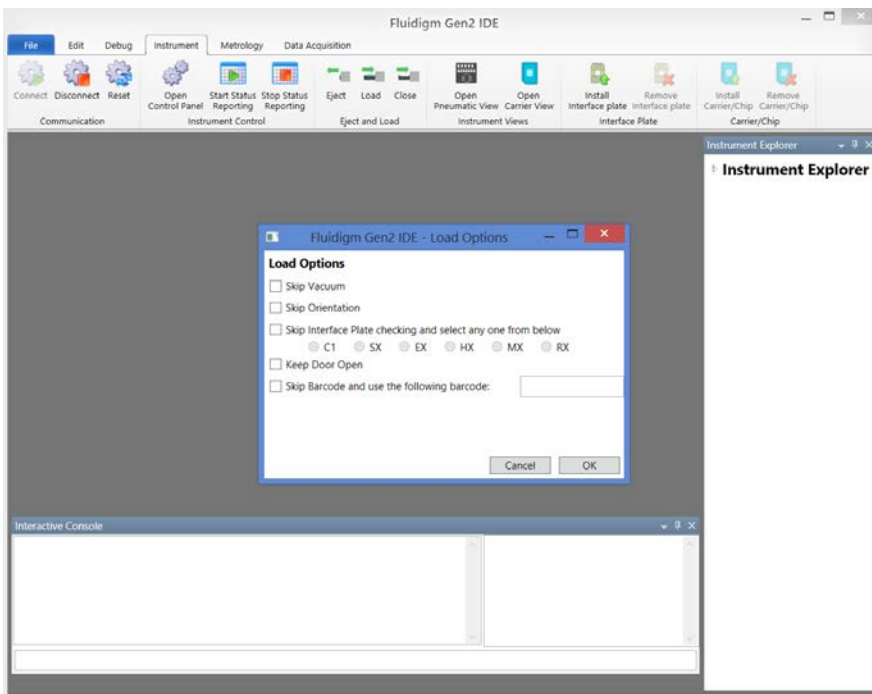 Fluidigm Gen2 IDE
File Edit Debug Instrument Metrology Data Acquisition
Connect Disconnect Reset Open Control Panel Start Status Reporting Stop Status Reporting Eject Load Close Open Pneumatic View Open Carrier View Install Interface plate Remove Interface plate Install Carrier/Chip Remove Carrier/Chip
Communication Instrument Control Eject and Load Instrument Views Interface Plate Carrier/Chip
Instrument Explorer
Instrument Explorer
Fluidigm Gen2 IDE - Load Options
Load Options
Skip Vacuum
Skip Orientation
Skip Interface Plate checking and select any one from below
C1 SX EX HX MX RX
Keep Door Open
Skip Barcode and use the following barcode:
Cancel OK
Interactive Console